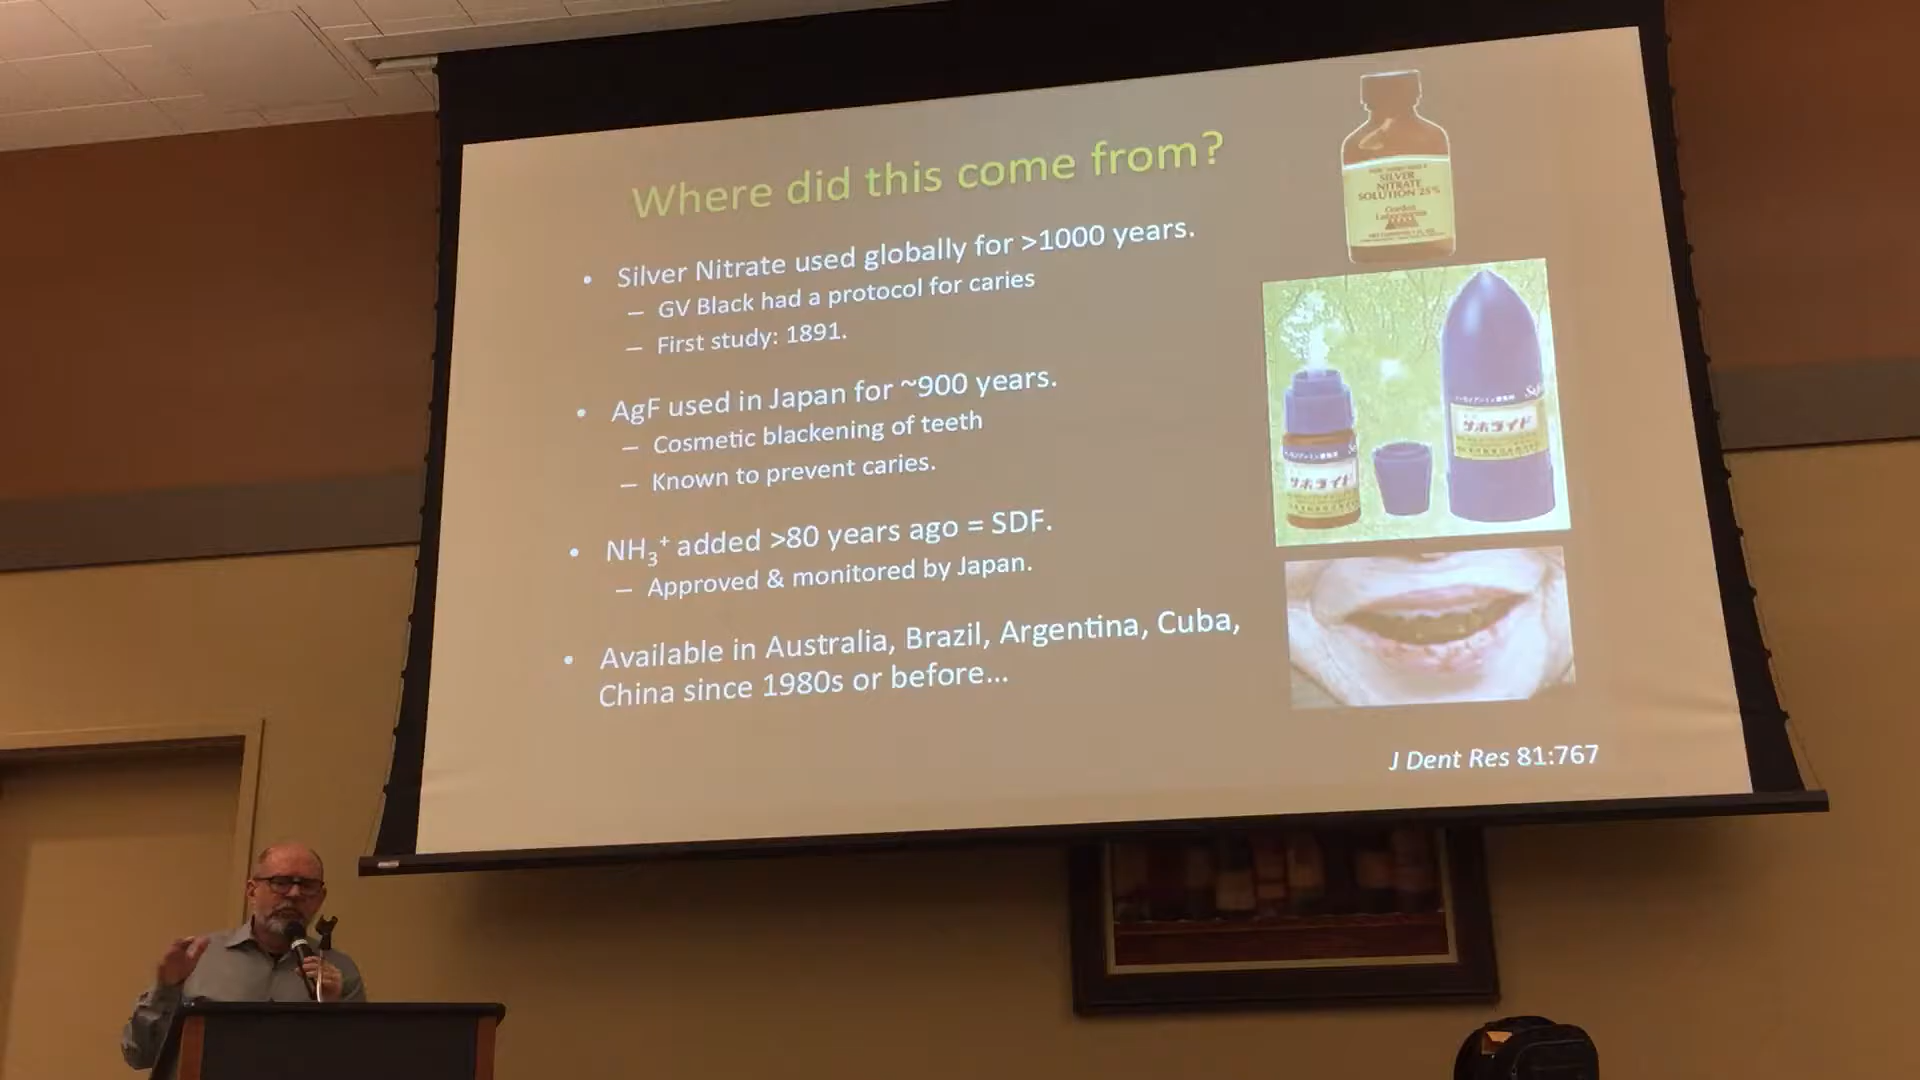 Where did this come from?
• Silver Nitrate used globally for >1000 years.
– GV Black had a protocol for caries
– First study: 1891.
• AgF used in Japan for ~900 years.
– Cosmetic blackening of teeth
– Known to prevent caries.
• NH₃⁺ added >80 years ago = SDF.
– Approved & monitored by Japan.
• Available in Australia, Brazil, Argentina, Cuba,
China since 1980s or before...
J Dent Res 81:767
SILVER
NITRATE
SOLUTION 25%
Gordon
Laboratories
サホライド
サホライド